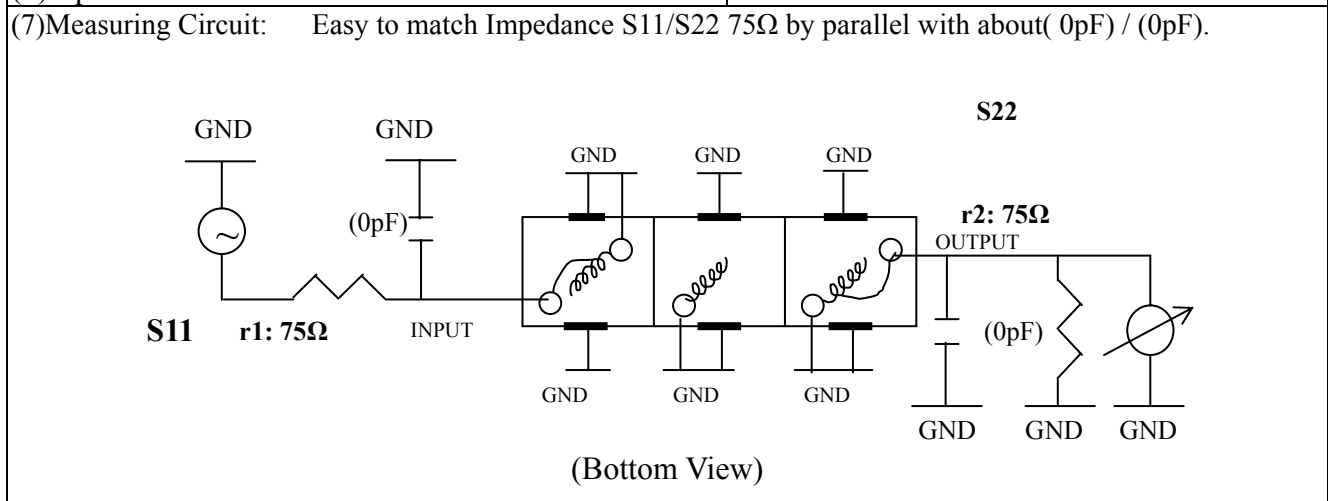 (7)Measuring Circuit: Easy to match Impedance S11/S22 75Ω by parallel with about( 0pF) / (0pF).
S22
GND GND
GND GND GND
(0pF)
r2: 75Ω
OUTPUT
S11 r1: 75Ω INPUT
(0pF)
GND GND GND
GND GND GND
(Bottom View)